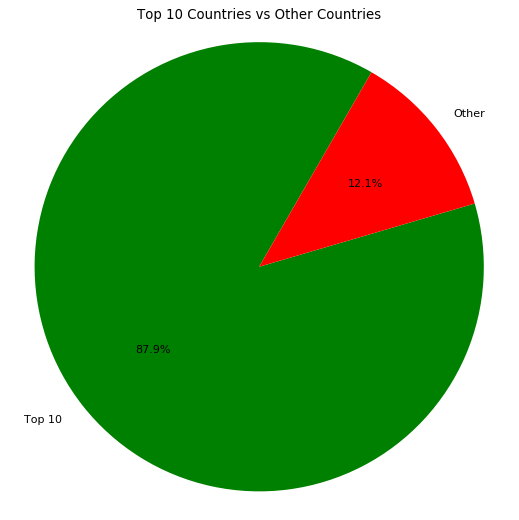 Top 10 Countries vs Other Countries
Other
12.1%
87.9%
Top 10